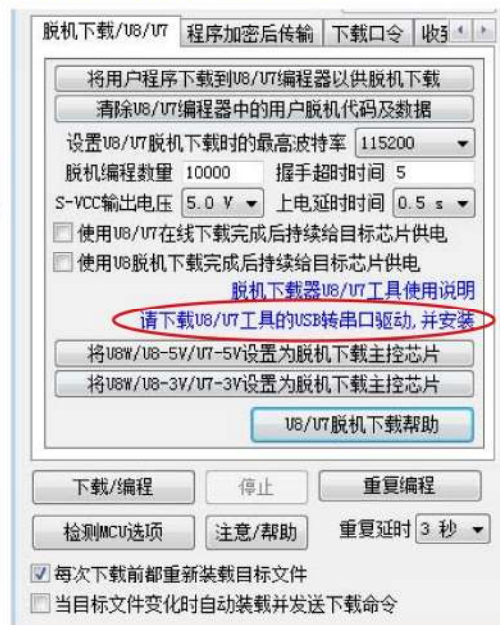 脱机下载/U8/U7 程序加密后传输 下载口令
将用户程序下载到U8/U7编程器以供脱机下载
清除U8/U7编程器中的用户脱机代码及数据
设置U8/U7脱机下载时的最高波特率 115200
脱机编程数量 10000 握手超时时间 5
S-VCC输出电压 5.0 V 上电延时时间 0.5 s
使用U8/U7在线下载完成后持续给目标芯片供电
使用U8脱机下载完成后持续给目标芯片供电
脱机下载器U8/U7工具使用说明
请下载U8/U7工具的USB转串口驱动,并安装
将U8W/U8-5V/U7-5V设置为脱机下载主控芯片
将U8W/U8-3V/U7-3V设置为脱机下载主控芯片
U8/U7脱机下载帮助
下载/编程 停止 重复编程
检测MCU选项 注意/帮助 重复延时 3 秒
每次下载前都重新装载目标文件
当目标文件变化时自动装载并发送下载命令